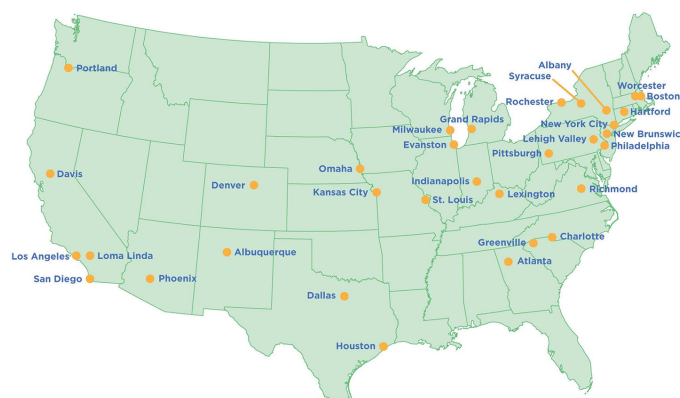 Portland
Albany
Syracuse
Worcester
Boston
Rochester
Hartford
Grand Rapids
New York City
Milwaukee
New Brunswic
Lehigh Valley
Evanston
Philadelphia
Pittsburgh
Omaha
Davis
Indianapolis
Denver
Richmond
Kansas City
Lexington
St. Louis
Charlotte
Greenville
Albuquerque
Los Angeles
Loma Linda
Atlanta
San Diego
Phoenix
Dallas
Houston